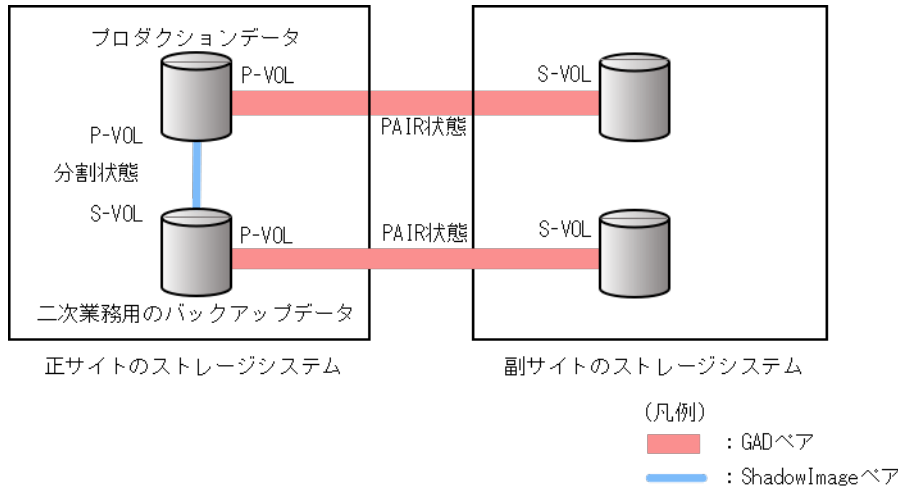 プロダクションデータ
P-VOL
S-VOL
PAIR状態
P-VOL
分割状態
S-VOL
P-VOL
PAIR状態
S-VOL
二次業務用のバックアップデータ
正サイトのストレージシステム
副サイトのストレージシステム
(凡例)
：GADペア
：ShadowImageペア